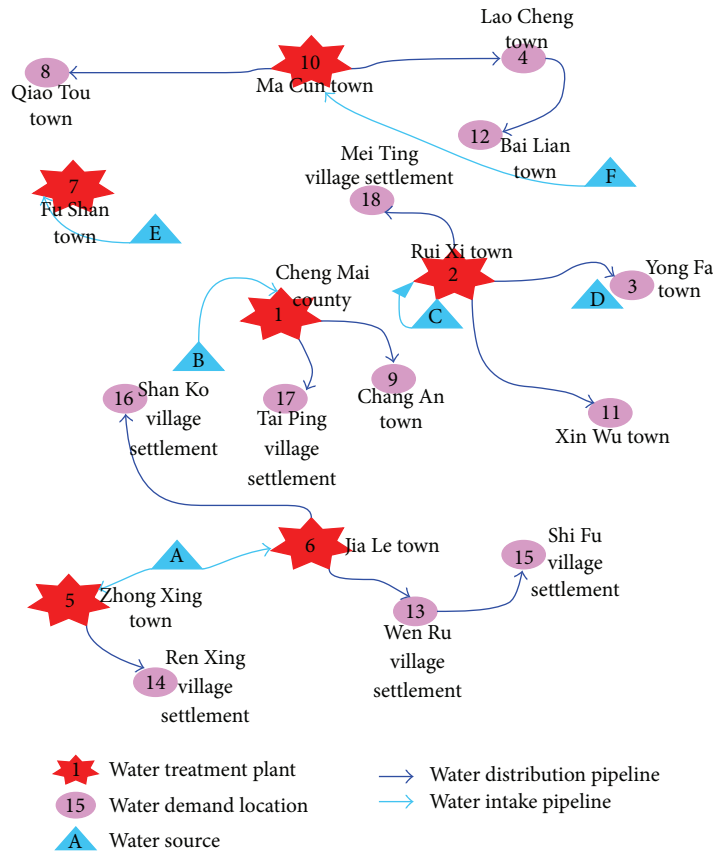 Lao Cheng
town
10
4
8
Ma Cun town
Qiao Tou
town
12
Bai Lian
town
Mei Ting
village settlement
F
7
18
Fu Shan
town
E
Rui Xi town
2
Yong Fa
town
3
D
Cheng Mai
county
1
C
B
9
Chang An
town
16
Shan Ko
village
settlement
17
Tai Ping
village
settlement
11
Xin Wu town
A
6
Jia Le town
Shi Fu
village
settlement
15
5
Zhong Xing
town
13
Wen Ru
village
settlement
14
Ren Xing
village
settlement
1 Water treatment plant
15 Water demand location
A Water source
Water distribution pipeline
Water intake pipeline